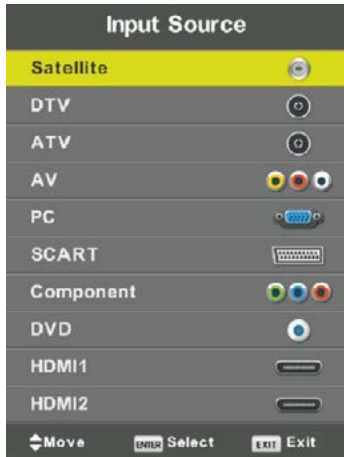 Input Source
Satellite
DTV
ATV
AV
PC
SCART
Component
DVD
HDMI1
HDMI2
Move ENTER Select EXIT Exit